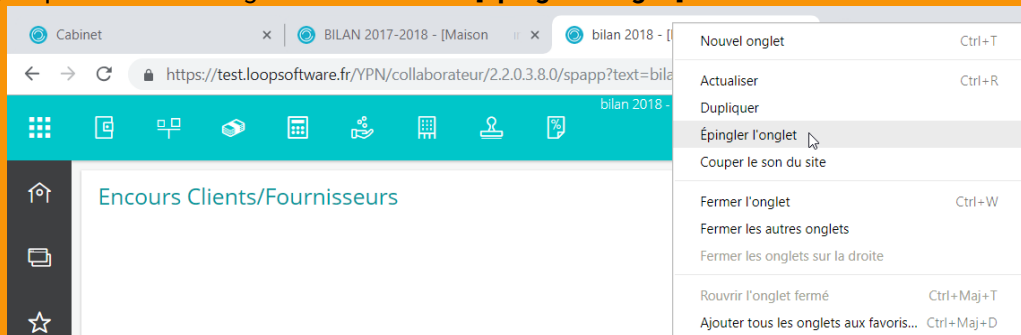 Cabinet
BILAN 2017-2018 - [Maison
bilan 2018 - [
https://test.loopsoftware.fr/YPN/collaborateur/2.2.0.3.8.0/spapp?text=bila
bilan 2018 -
Encours Clients/Fournisseurs
Nouvel onglet Ctrl+T
Actualiser Ctrl+R
Dupliquer
Épingler l'onglet
Couper le son du site
Fermer l'onglet Ctrl+W
Fermer les autres onglets
Fermer les onglets sur la droite
Rouvrir l'onglet fermé Ctrl+Maj+T
Ajouter tous les onglets aux favoris... Ctrl+Maj+D